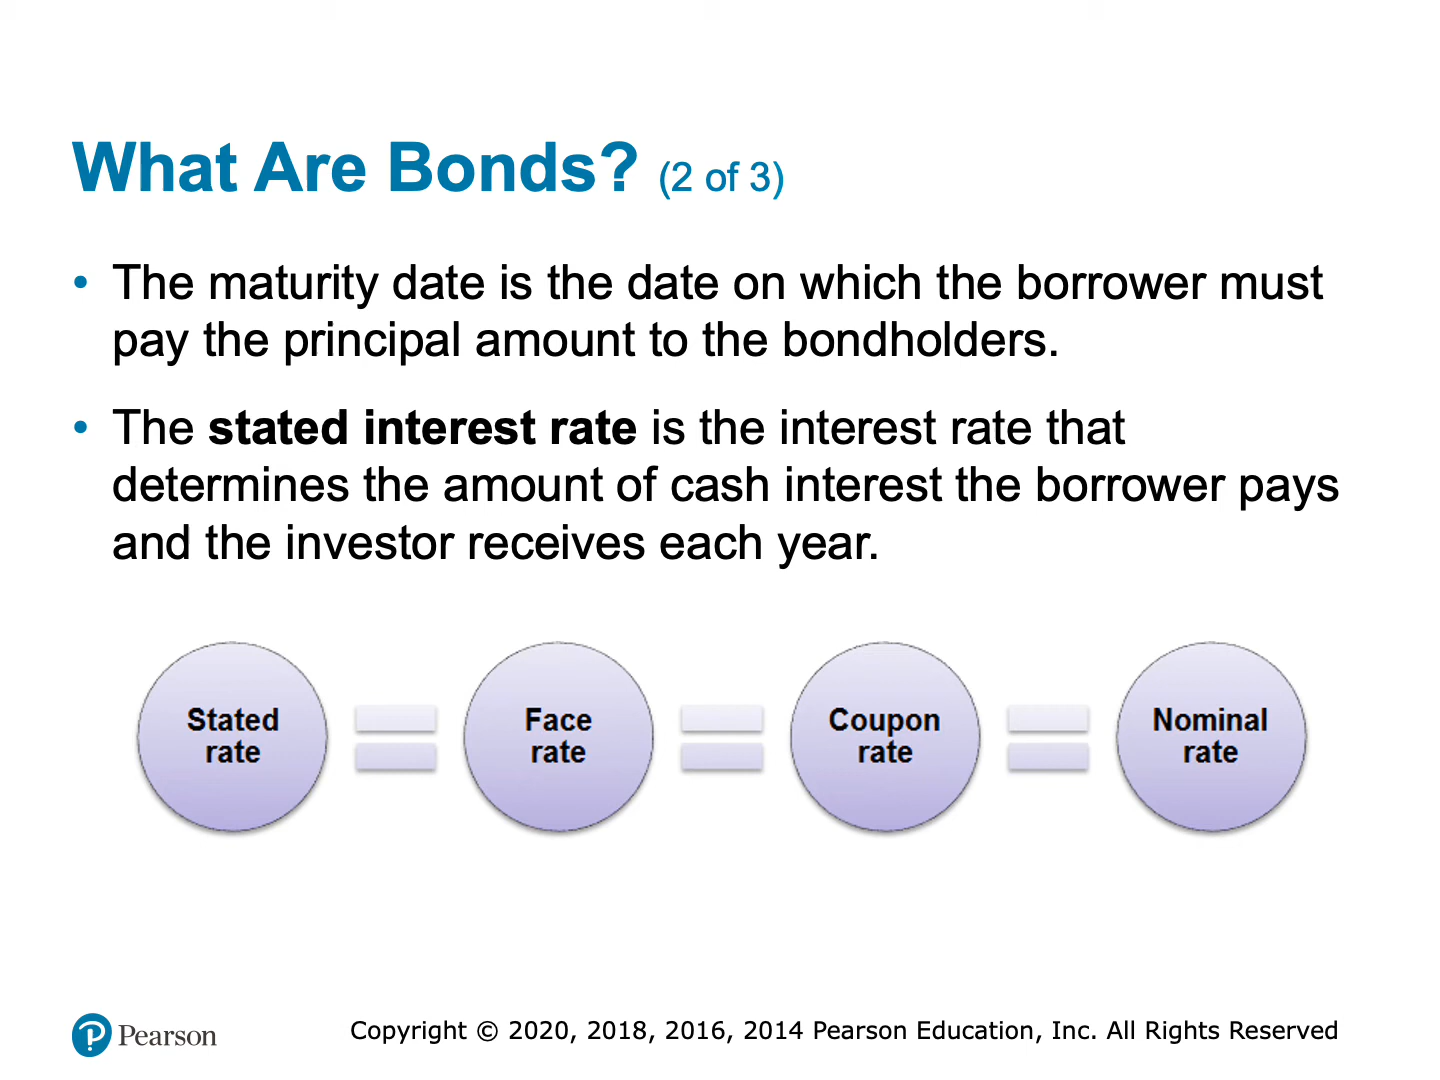 What Are Bonds? (2 of 3)
• The maturity date is the date on which the borrower must
pay the principal amount to the bondholders.
• The stated interest rate is the interest rate that
determines the amount of cash interest the borrower pays
and the investor receives each year.
Stated
rate
Face
rate
Coupon
rate
Nominal
rate
Pearson
Copyright © 2020, 2018, 2016, 2014 Pearson Education, Inc. All Rights Reserved